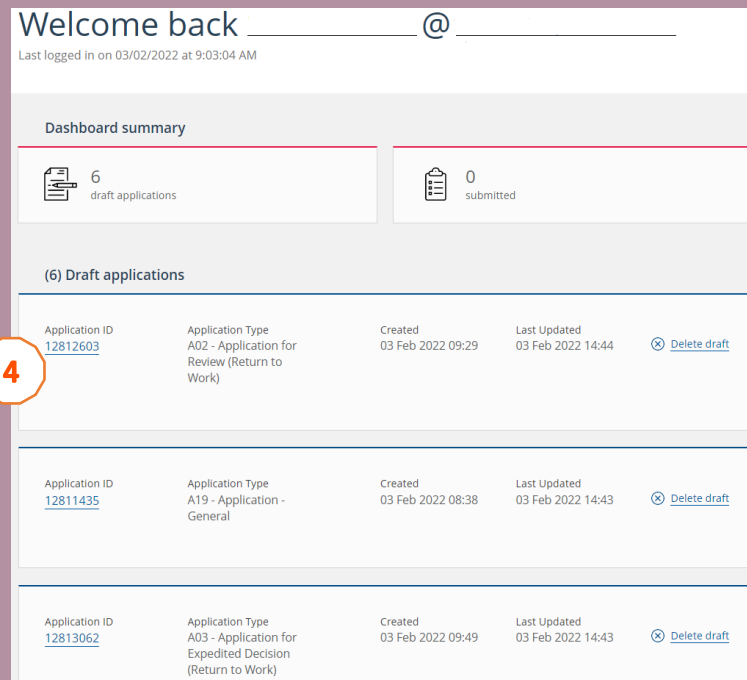 Welcome back @
Last logged in on 03/02/2022 at 9:03:04 AM
Dashboard summary
6
draft applications
0
submitted
(6) Draft applications
Application ID
12812603
Application Type
A02 - Application for
Review (Return to
Work)
Created
03 Feb 2022 09:29
Last Updated
03 Feb 2022 14:44
Delete draft
4
Application ID
12811435
Application Type
A19 - Application -
General
Created
03 Feb 2022 08:38
Last Updated
03 Feb 2022 14:43
Delete draft
Application ID
12813062
Application Type
A03 - Application for
Expedited Decision
(Return to Work)
Created
03 Feb 2022 09:49
Last Updated
03 Feb 2022 14:43
Delete draft